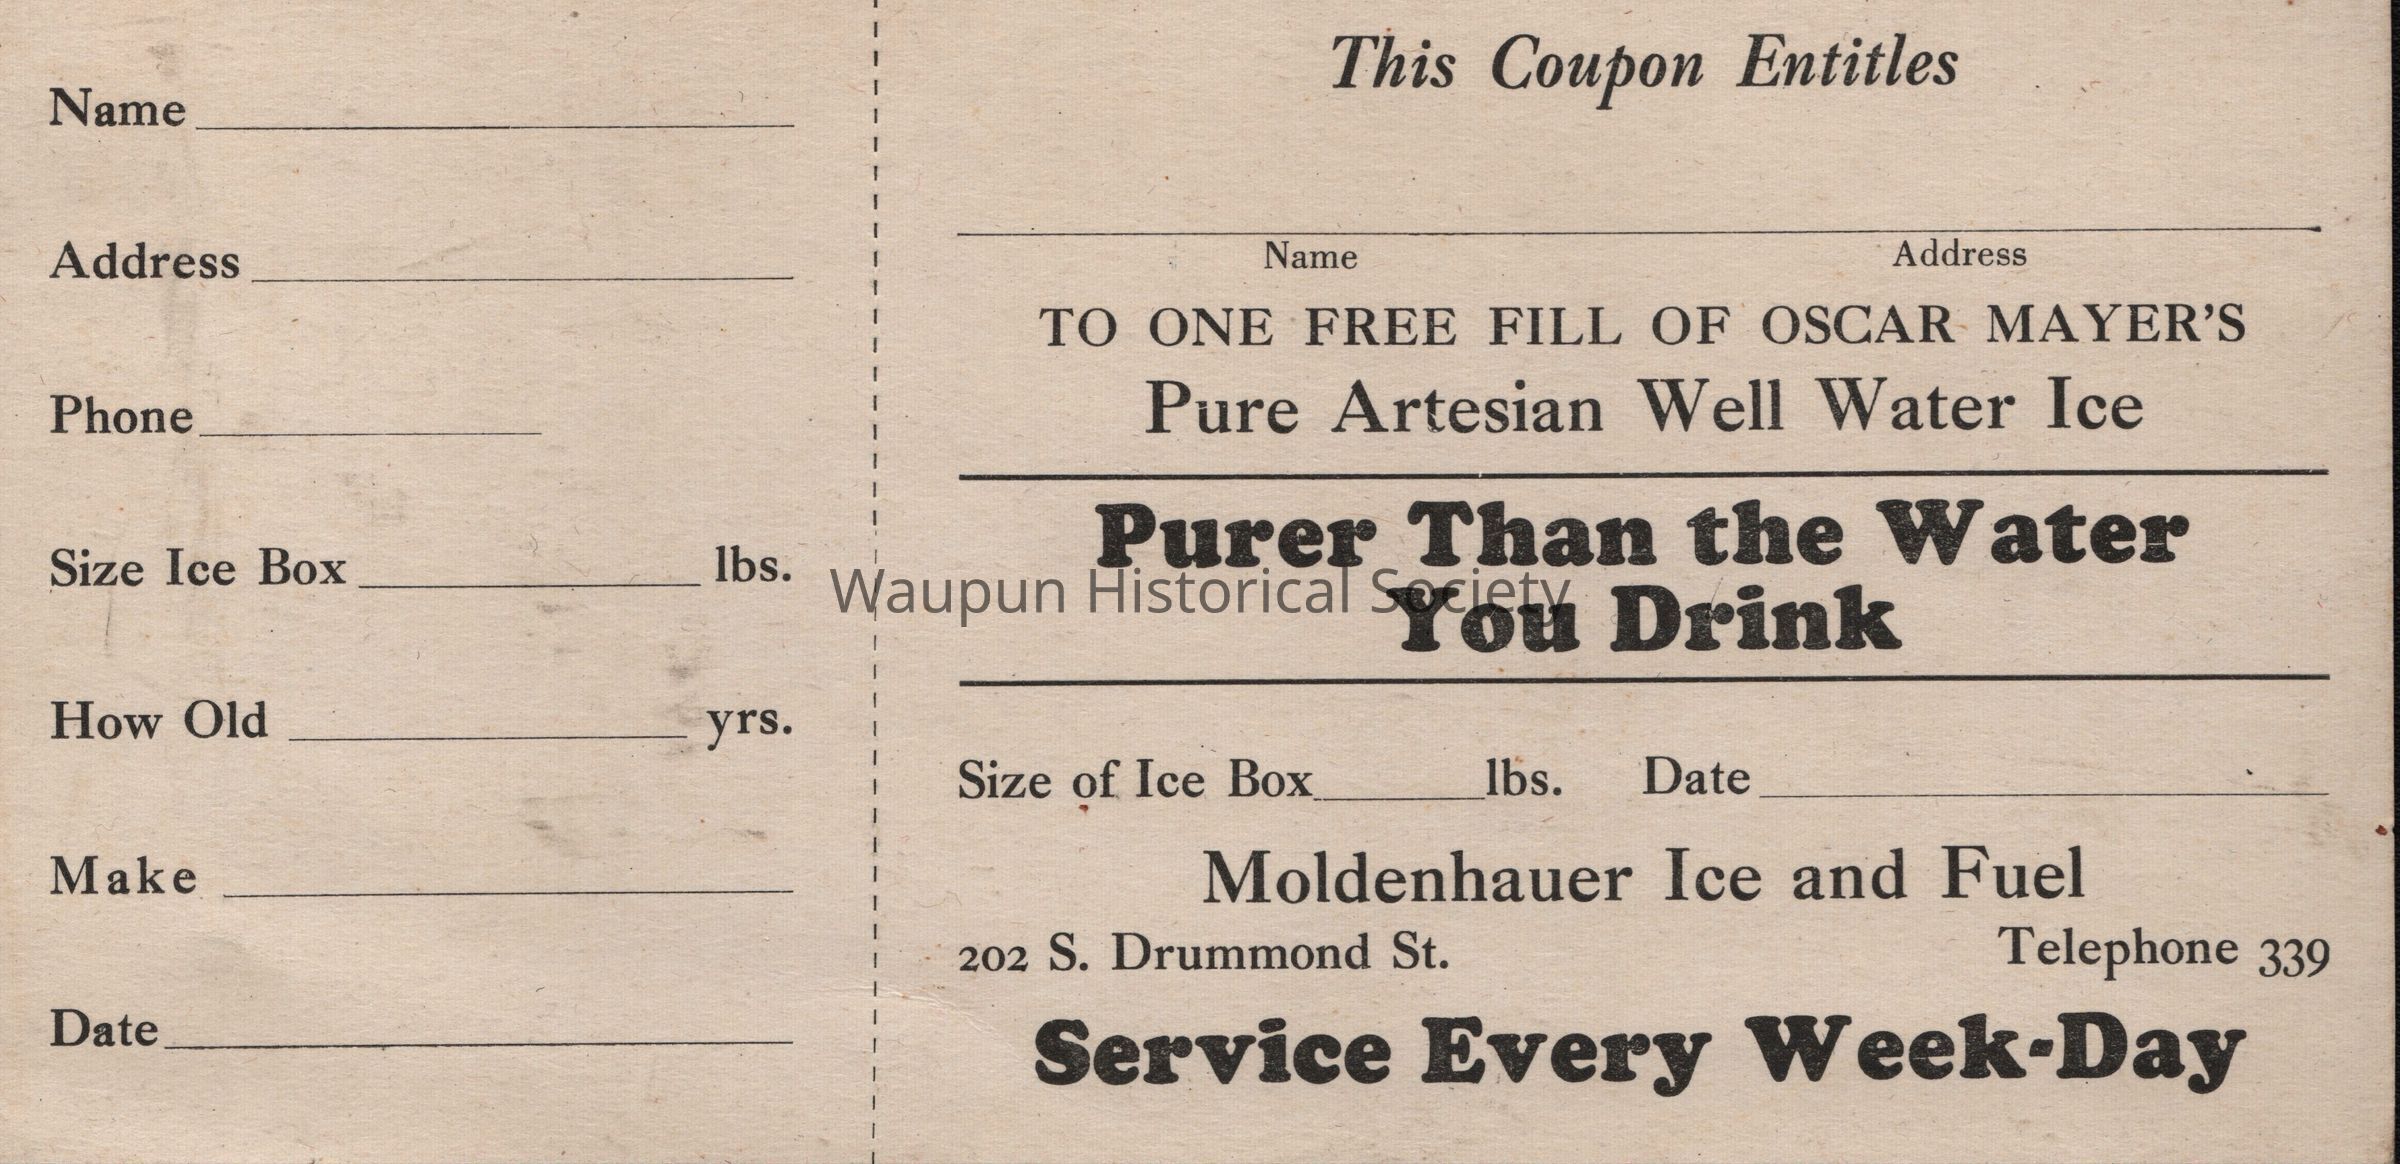 Name
Address
Phone
Size Ice Box lbs.
How Old yrs.
Make
Date
This Coupon Entitles
Name Address
TO ONE FREE FILL OF OSCAR MAYER'S
Pure Artesian Well Water Ice
Purer Than the Water
You Drink
Size of Ice Box lbs. Date
Moldenhauer Ice and Fuel
202 S. Drummond St. Telephone 339
Service Every Week-Day
Waupun Historical Society